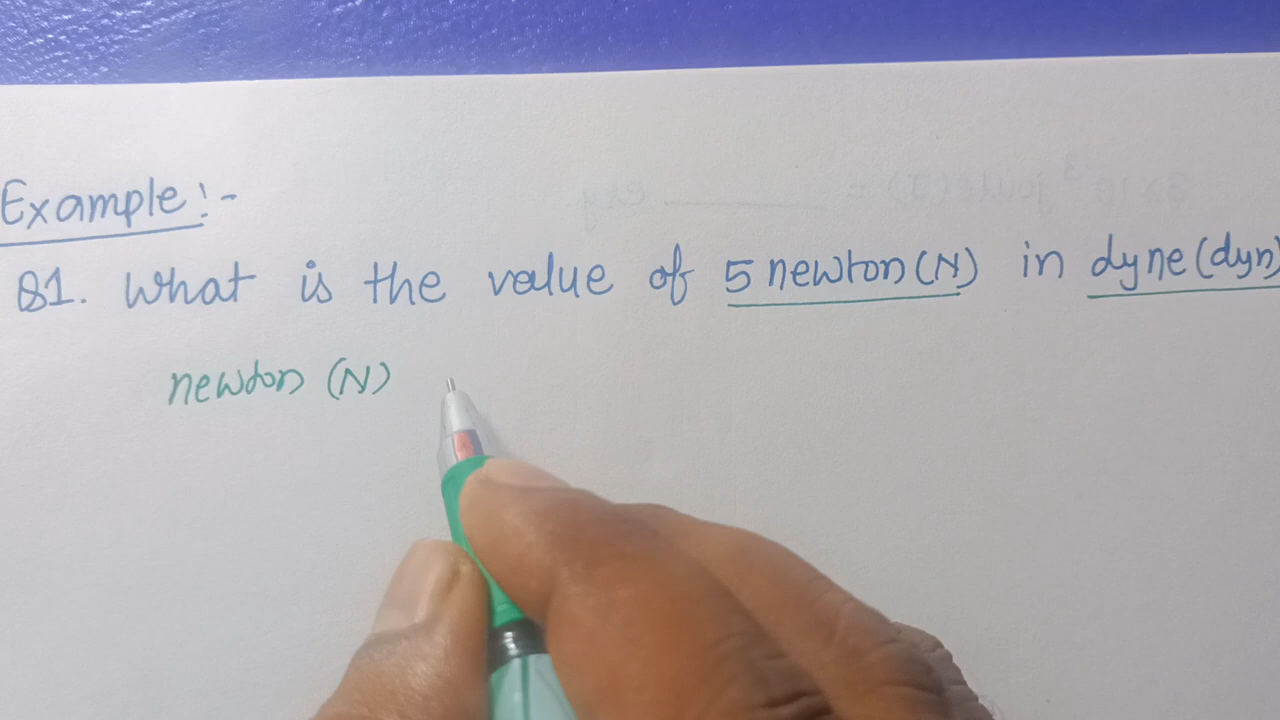 Example:-
Q1. What is the value of 5 newton(N) in dyne(dyn)
newton (N)